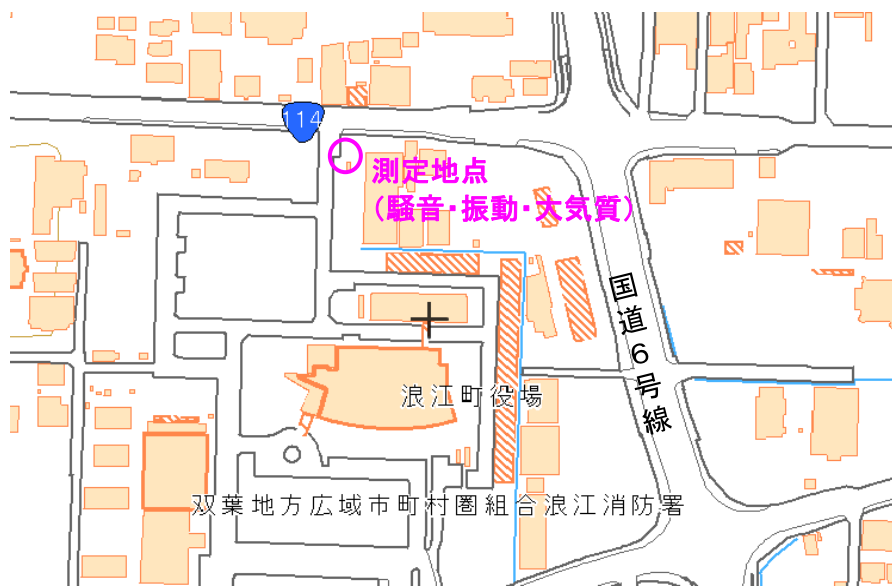 114
測定地点
（騒音・振動・大気質）
国道6号線
浪江町役場
双葉地方広域市町村圏組合浪江消防署